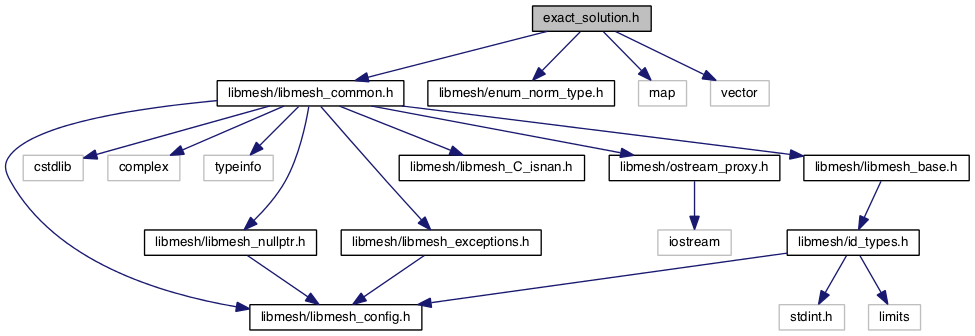 exact_solution.h
libmesh/libmesh_common.h
libmesh/enum_norm_type.h
map
vector
cstdlib
complex
typeinfo
libmesh/libmesh_C_isnan.h
libmesh/ostream_proxy.h
libmesh/libmesh_base.h
libmesh/libmesh_nullptr.h
libmesh/libmesh_exceptions.h
iostream
libmesh/id_types.h
libmesh/libmesh_config.h
stdint.h
limits